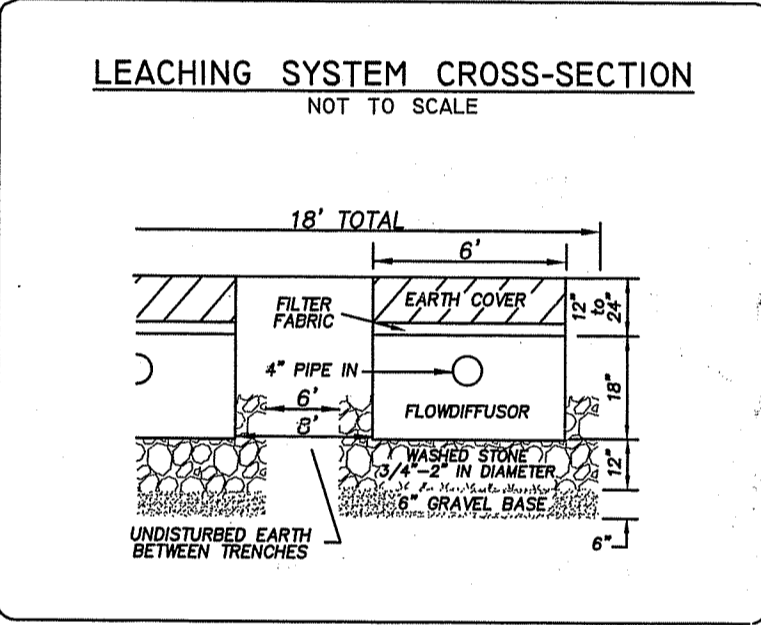 LEACHING SYSTEM CROSS-SECTION
NOT TO SCALE
18' TOTAL
6'
EARTH COVER
12" to 24"
FILTER
FABRIC
4" PIPE IN
18"
6'
FLOWDIFFUSOR
8'
WASHED STONE
3/4"-2" IN DIAMETER
12"
6" GRAVEL BASE
UNDISTURBED EARTH
BETWEEN TRENCHES
6"